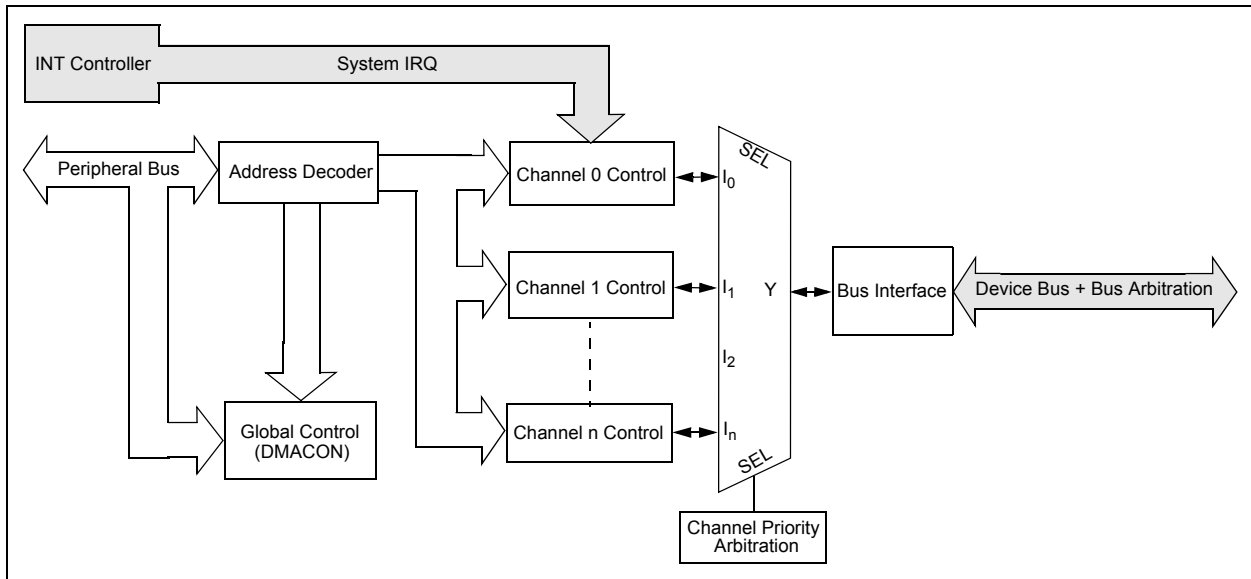 INT Controller
System IRQ
Peripheral Bus
Address Decoder
Channel 0 Control
SEL
I0
Channel 1 Control
I1
Y
Bus Interface
Device Bus + Bus Arbitration
I2
Global Control
(DMACON)
Channel n Control
In
SEL
Channel Priority
Arbitration